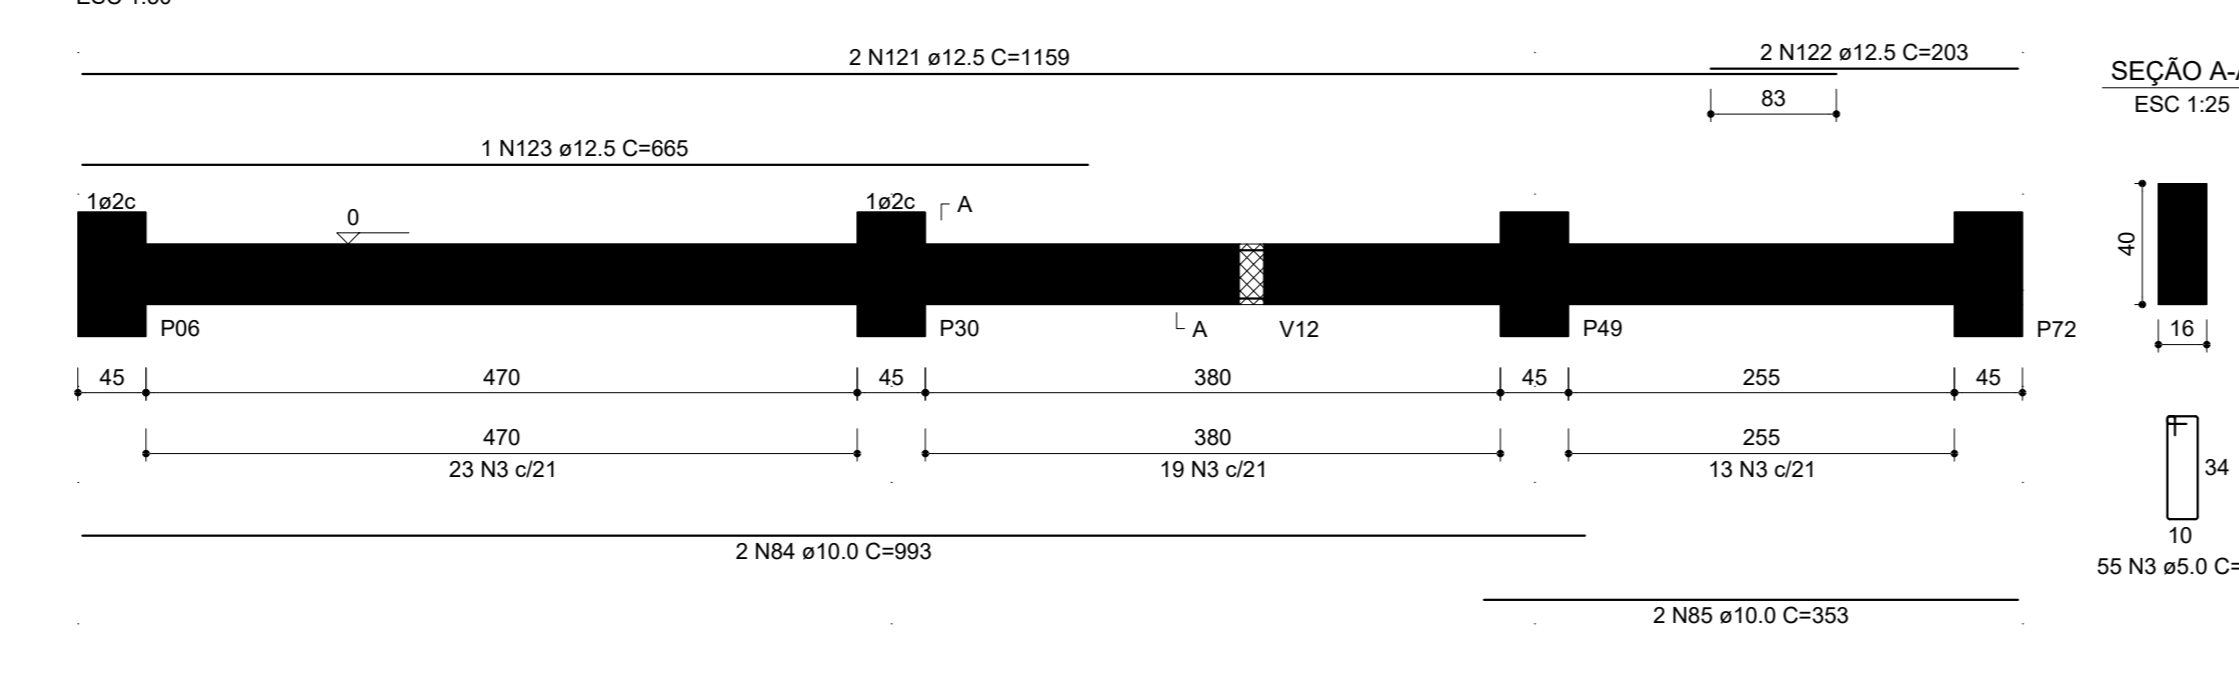 2 N121 ø12.5 C=1159
2 N122 ø12.5 C=203
SEÇÃO A-A
ESC 1:25
83
1 N123 ø12.5 C=665
1ø2c
1ø2c
A
0
40
P06
P30
A
V12
P49
P72
16
45
470
45
380
45
255
45
470
380
255
23 N3 c/21
19 N3 c/21
13 N3 c/21
34
10
2 N84 ø10.0 C=993
55 N3 ø5.0 C=
2 N85 ø10.0 C=353